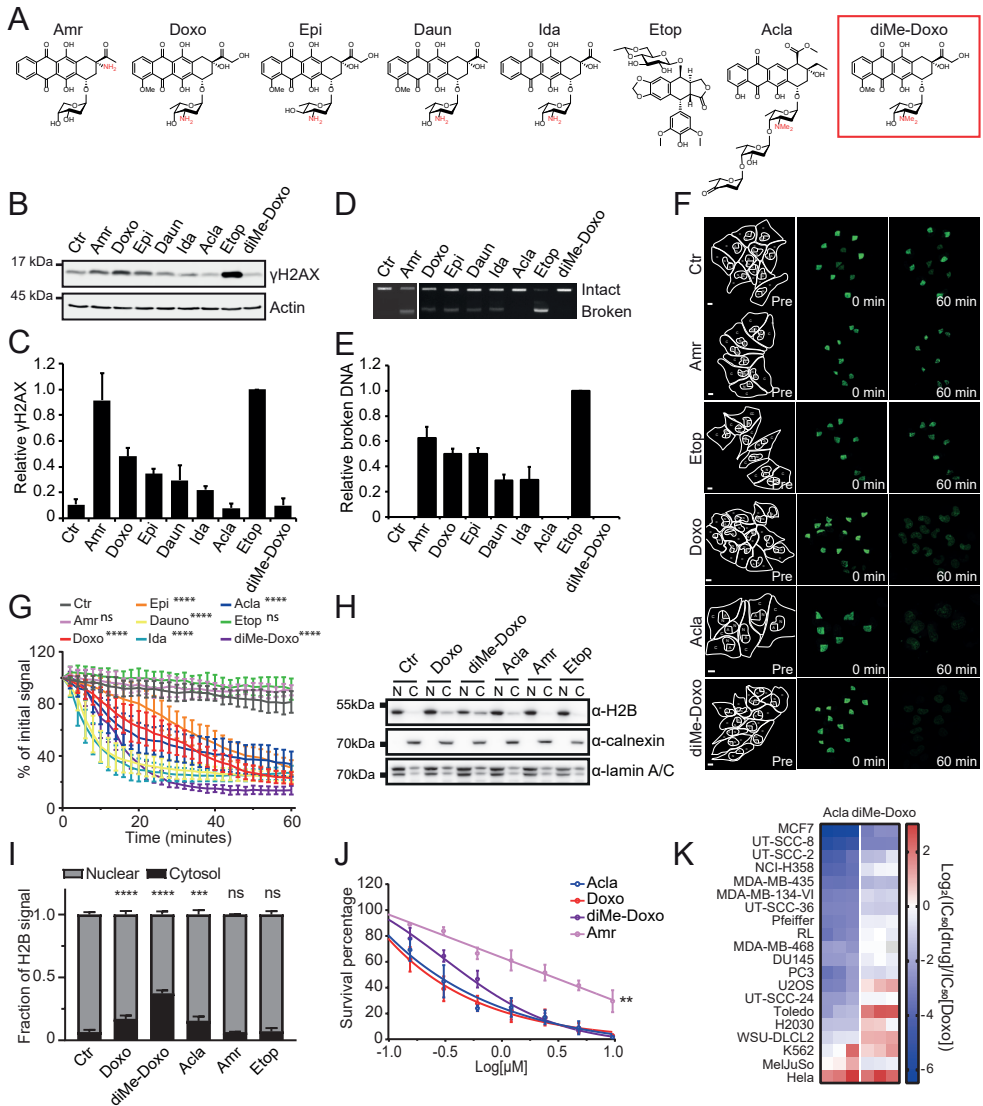 A
Amr
Doxo
Epi
Daun
Ida
Etop
Acla
diMe-Doxo
B
Ctr
Amr
Doxo
Epi
Daun
Ida
Acla
Etop
diMe-Doxo
17 kDa
γH2AX
45 kDa
Actin
C
Relative γH2AX
1.2
1.0
0.8
0.6
0.4
0.2
0
Ctr
Amr
Doxo
Epi
Daun
Ida
Acla
Etop
diMe-Doxo
D
Ctr
Amr
Doxo
Epi
Daun
Ida
Acla
Etop
diMe-Doxo
Intact
Broken
E
Relative broken DNA
1.2
1.0
0.8
0.6
0.4
0.2
0
Ctr
Amr
Doxo
Epi
Daun
Ida
Acla
Etop
diMe-Doxo
F
Ctr
Pre
0 min
60 min
Amr
Pre
0 min
60 min
Etop
Pre
0 min
60 min
Doxo
Pre
0 min
60 min
Acla
Pre
0 min
60 min
diMe-Doxo
Pre
0 min
60 min
G
Ctr
Epi ****
Acla ****
Amr ns
Dauno ****
Etop ns
Doxo ****
Ida ****
diMe-Doxo ****
% of initial signal
120
80
40
60
0
0
20
40
60
Time (minutes)
H
Ctr
Doxo
diMe-Doxo
Acla
Amr
Etop
N C N C N C N C N C N C
55kDa
α-H2B
70kDa
α-calnexin
70kDa
α-lamin A/C
I
Nuclear
Cytosol
Fraction of H2B signal
1.0
0.5
0
**** **** *** ns ns
Ctr
Doxo
diMe-Doxo
Acla
Amr
Etop
J
Acla
Doxo
diMe-Doxo
Amr
Survival percentage
120
100
80
60
40
20
0
**
-1.0
-0.5
0.0
0.5
1.0
Log[µM]
K
Acla diMe-Doxo
MCF7
UT-SCC-8
UT-SCC-2
NCI-H358
MDA-MB-435
MDA-MB-134-VI
UT-SCC-36
Pfeiffer
RL
MDA-MB-468
DU145
PC3
U2OS
UT-SCC-24
Toledo
H2030
WSU-DLCL2
K562
MelJuSo
Hela
2
0
-2
-4
-6
Log₂(IC₅₀[drug/IC₅₀[Doxo])